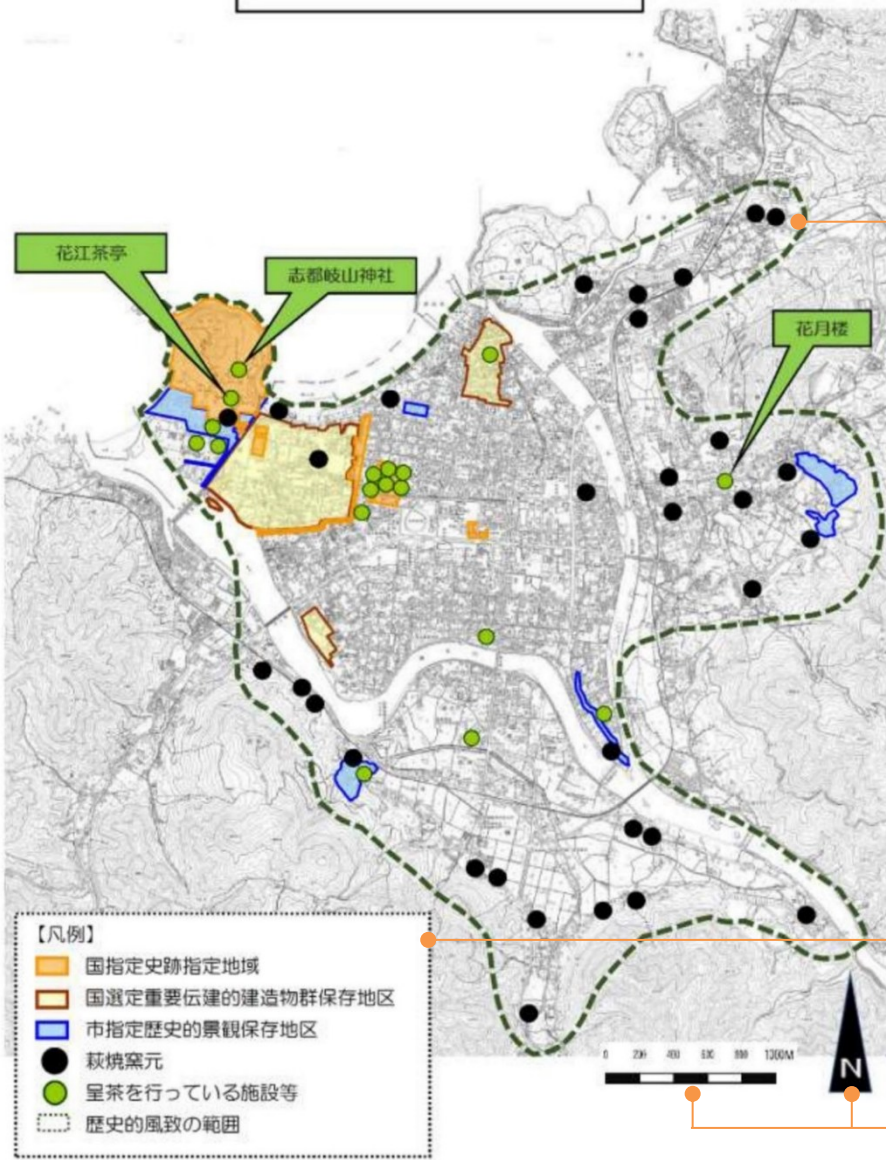 花江茶亭
志都岐山神社
花月楼
【凡例】
国指定史跡指定地域
国選定重要伝建的建造物群保存地区
市指定歴史的景観保存地区
萩焼窯元
呈茶を行っている施設等
歴史的風致の範囲
0 200 400 600 800 1000M
N